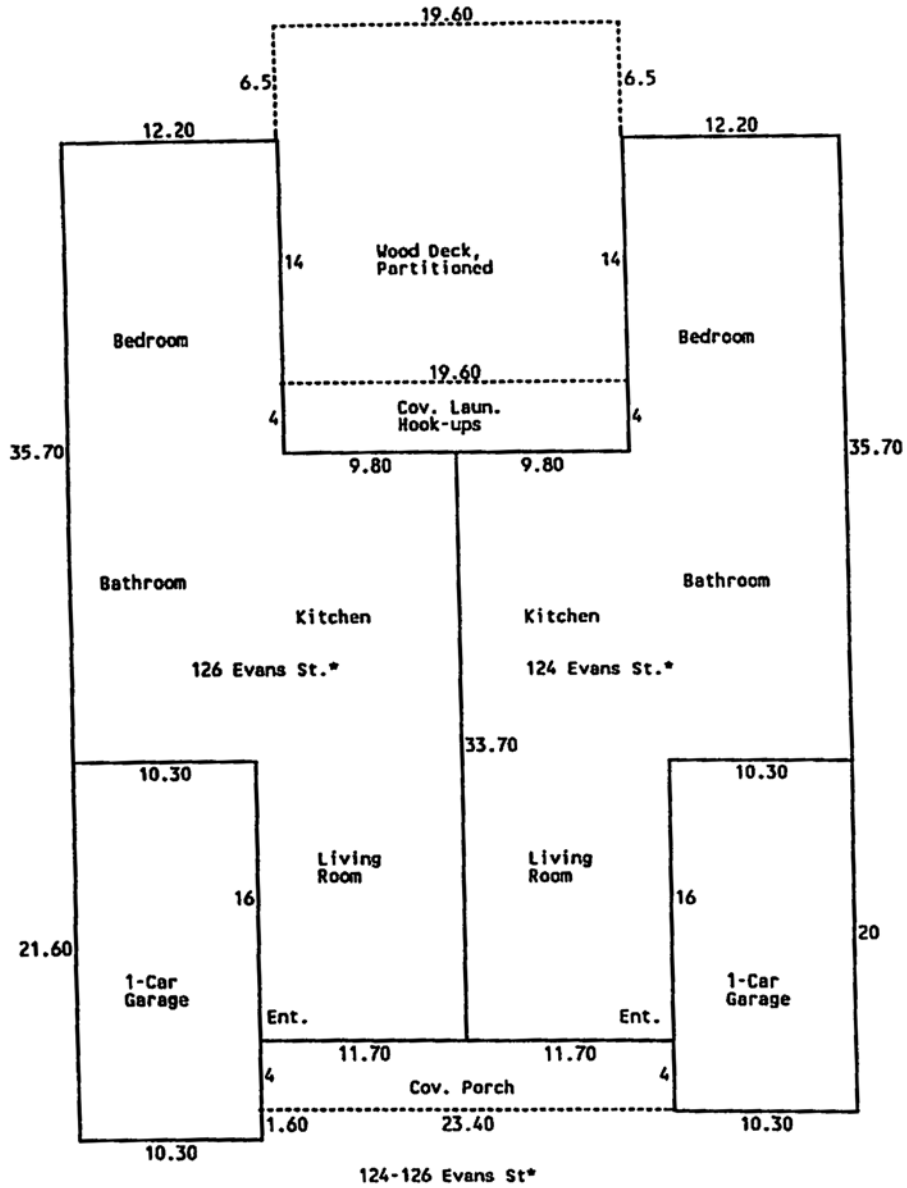 19.60
6.5
6.5
12.20
12.20
14
Wood Deck,
Partitioned
14
Bedroom
Bedroom
19.60
4
Cov. Laun.
Hook-ups
4
35.70
9.80
9.80
35.70
Bathroom
Bathroom
Kitchen
Kitchen
126 Evans St.*
124 Evans St.*
33.70
10.30
10.30
Living
Room
Living
Room
16
16
21.60
20
1-Car
Garage
1-Car
Garage
Ent.
Ent.
11.70
11.70
4
Cov. Porch
4
1.60
23.40
10.30
10.30
124-126 Evans St*